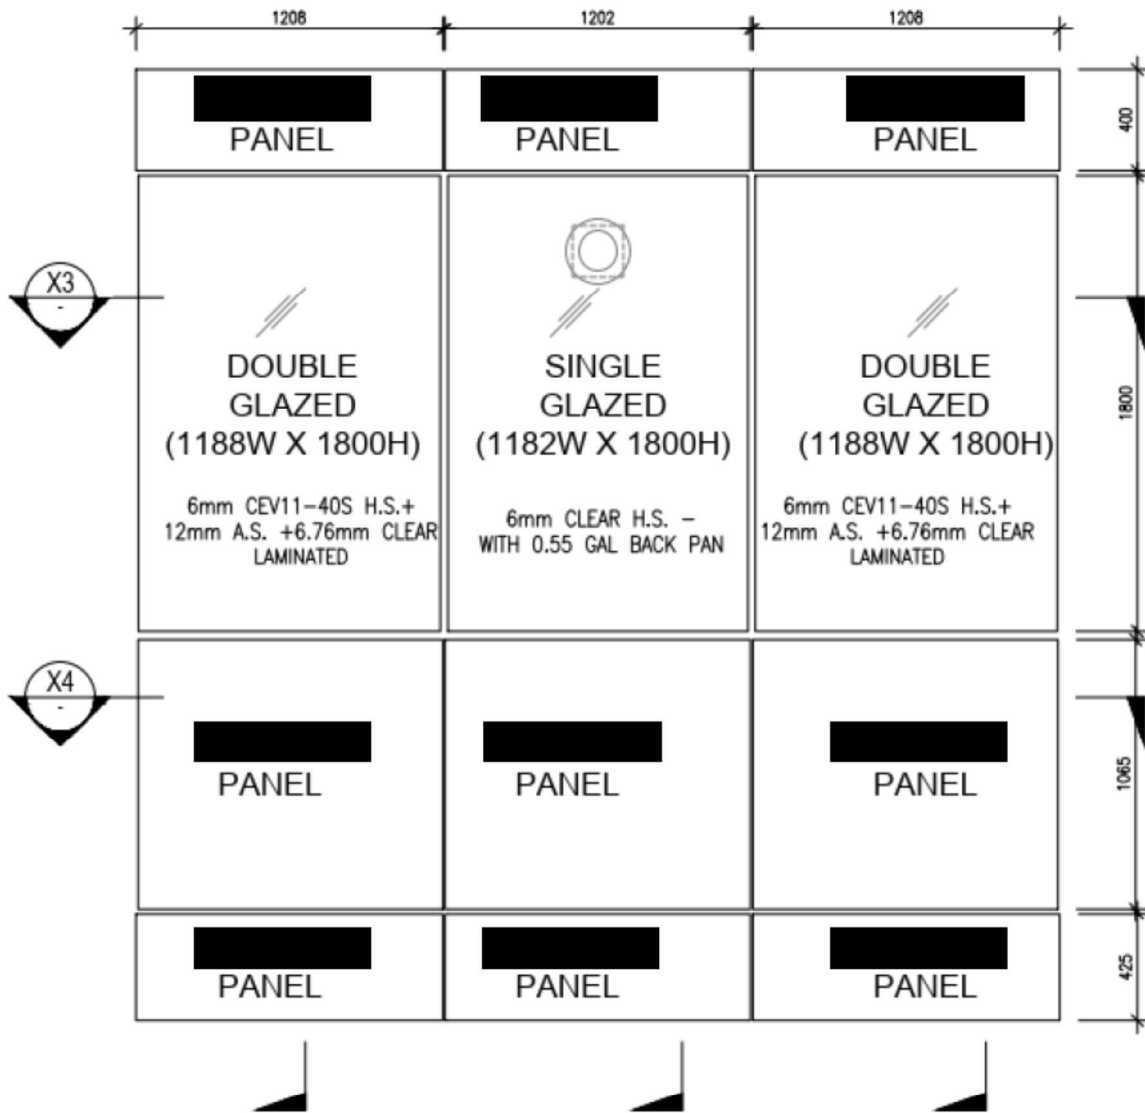 1208
1202
1208
PANEL
PANEL
PANEL
400
X3
-
DOUBLE
GLAZED
(1188W X 1800H)
6mm CEV11-40S H.S.+
12mm A.S. +6.76mm CLEAR
LAMINATED
SINGLE
GLAZED
(1182W X 1800H)
6mm CLEAR H.S. -
WITH 0.55 GAL BACK PAN
DOUBLE
GLAZED
(1188W X 1800H)
6mm CEV11-40S H.S.+
12mm A.S. +6.76mm CLEAR
LAMINATED
1800
X4
-
PANEL
PANEL
PANEL
1065
PANEL
PANEL
PANEL
425